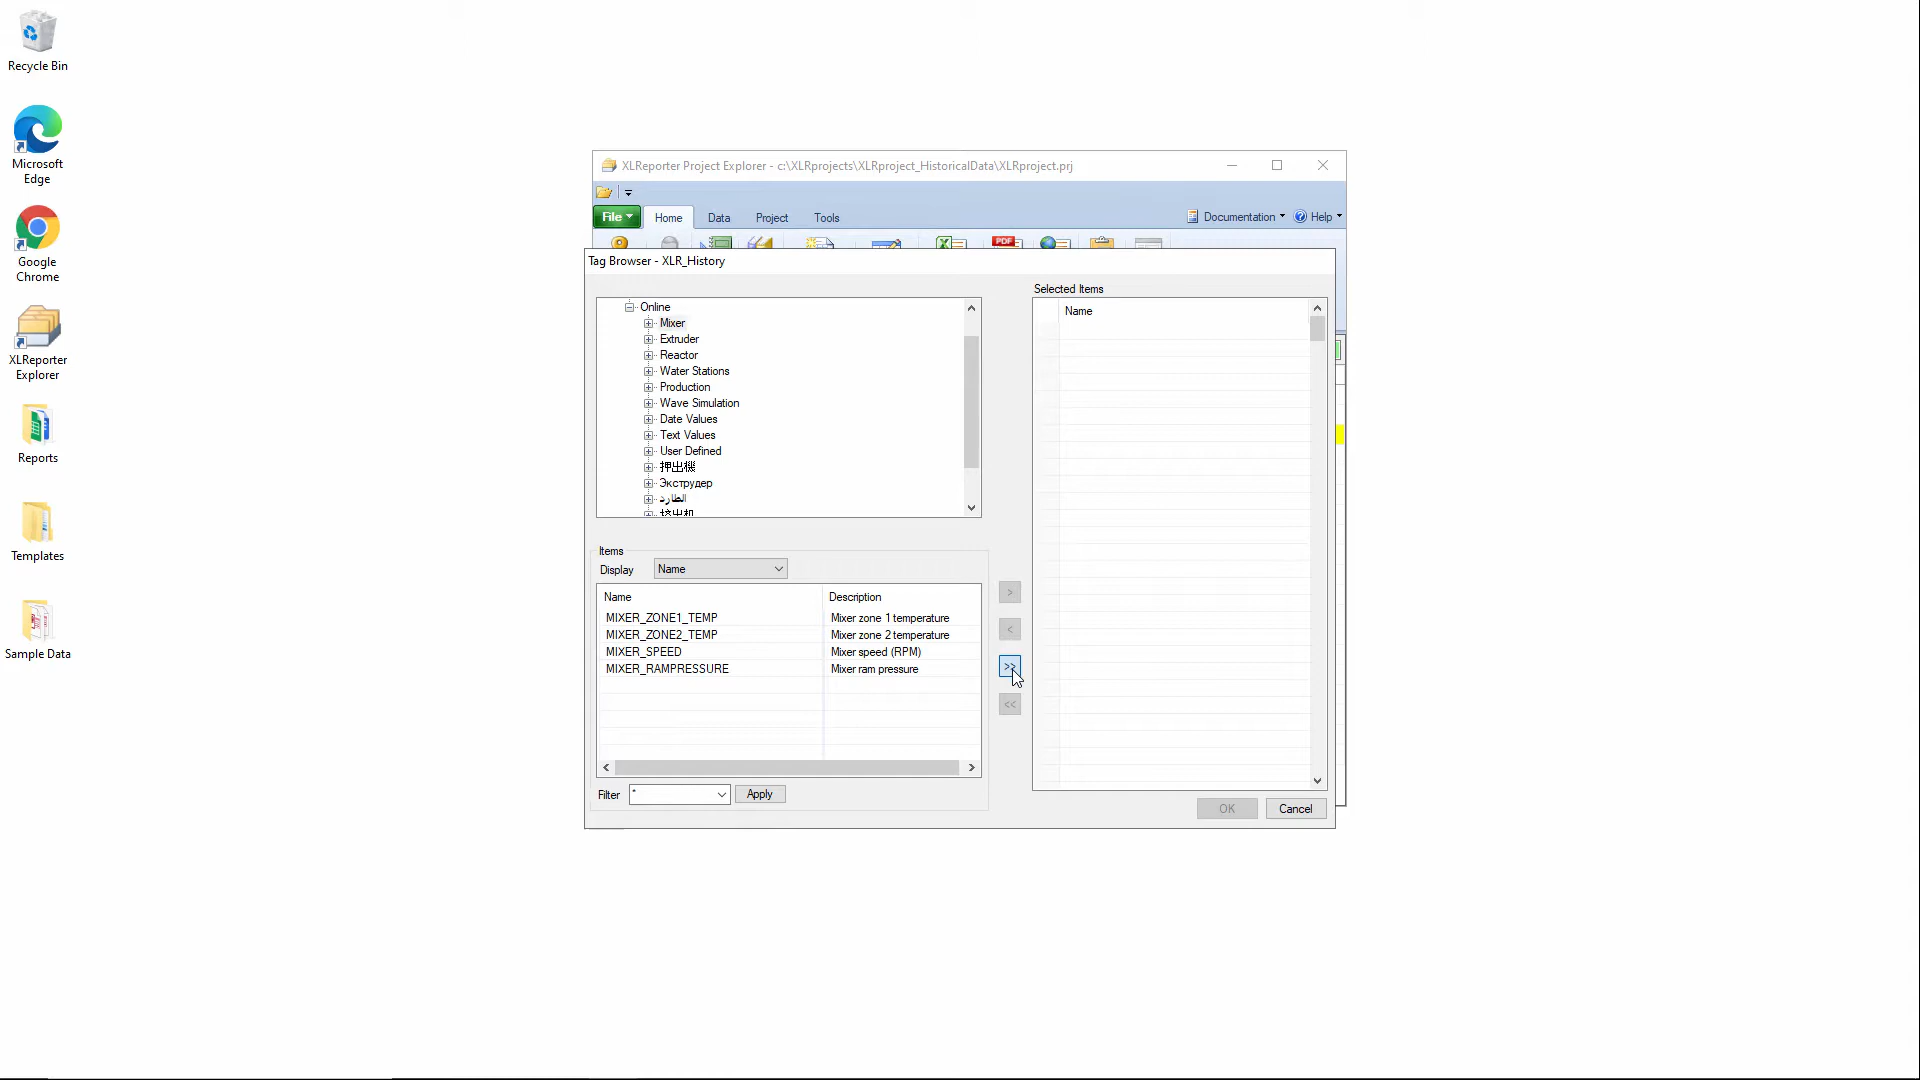 Recycle Bin
Microsoft
Edge
Google
Chrome
XLReporter
Explorer
Reports
Templates
Sample Data
XLReporter Project Explorer - c:\XLRprojects\XLRproject_HistoricalData\XLRproject.prj
File Home Data Project Tools Documentation Help
PDF
Tag Browser - XLR_History
Online
Mixer
Extruder
Reactor
Water Stations
Production
Wave Simulation
Date Values
Text Values
User Defined
押出機
Экструдер
الطارد
Items
Display Name
Name Description
MIXER_ZONE1_TEMP Mixer zone 1 temperature
MIXER_ZONE2_TEMP Mixer zone 2 temperature
MIXER_SPEED Mixer speed (RPM)
MIXER_RAMPRESSURE Mixer ram pressure
Filter * Apply
>
<
>>
<<
Selected Items
Name
OK Cancel